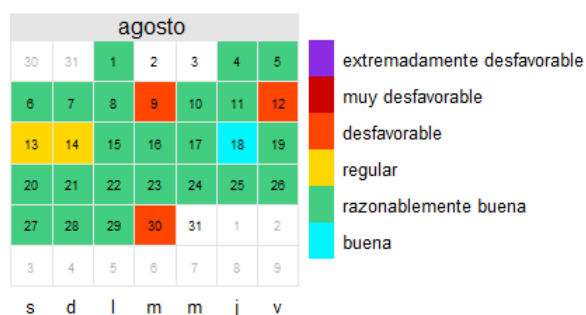 agosto
30 31 1 2 3 4 5
6 7 8 9 10 11 12
13 14 15 16 17 18 19
20 21 22 23 24 25 26
27 28 29 30 31 1 2
3 4 5 6 7 8 9
s d l m m j v
extremadamente desfavorable
muy desfavorable
desfavorable
regular
razonablemente buena
buena